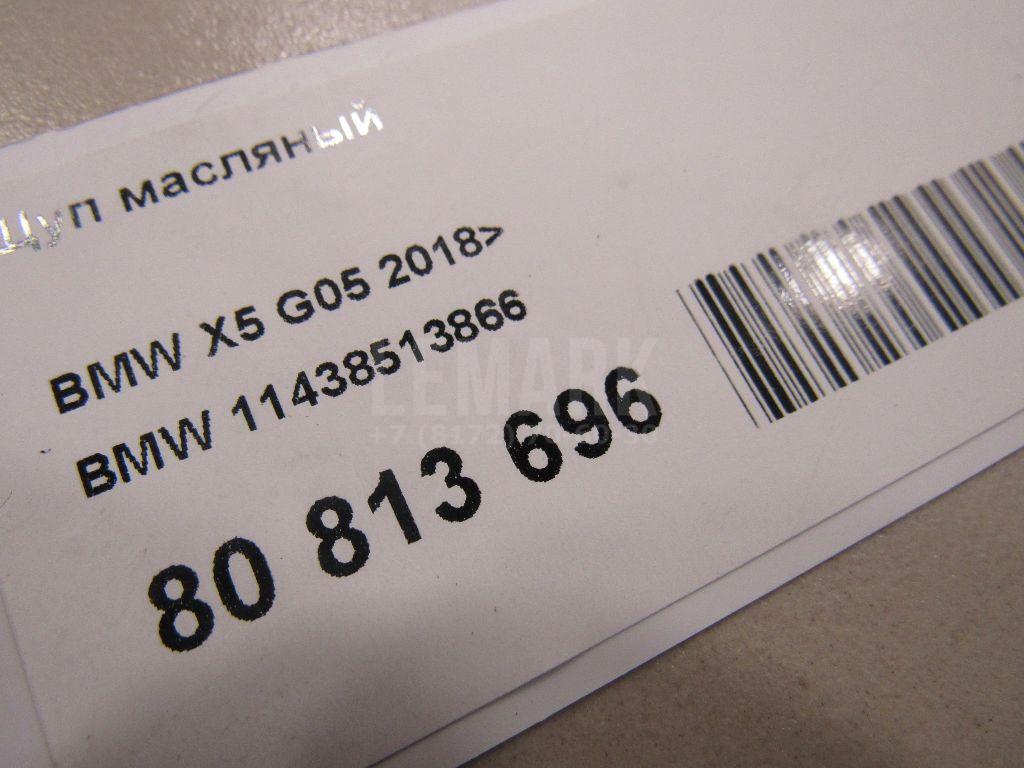 Щуп масляный
BMW X5 G05 2018>
BMW 11438513866
LEMARK
80 813 696